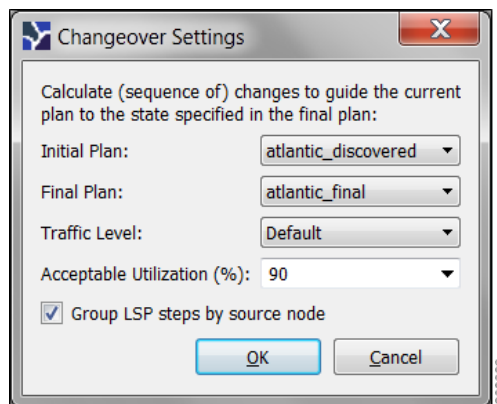 Changeover Settings
X
Calculate (sequence of) changes to guide the current
plan to the state specified in the final plan:
Initial Plan: atlantic_discovered
Final Plan: atlantic_final
Traffic Level: Default
Acceptable Utilization (%): 90
Group LSP steps by source node
OK Cancel